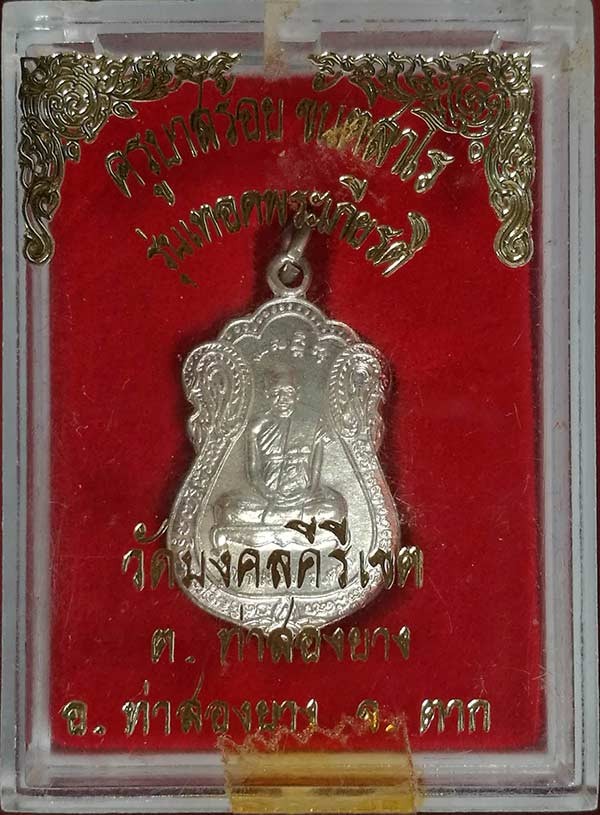 ครูบาสร้อย ขันติสาโร
รุ่นเทอดพระเกียรติ
วัดมงคลคีรีเขต
ต. ท่าสองยาง
อ. ท่าสองยาง จ. ตาก